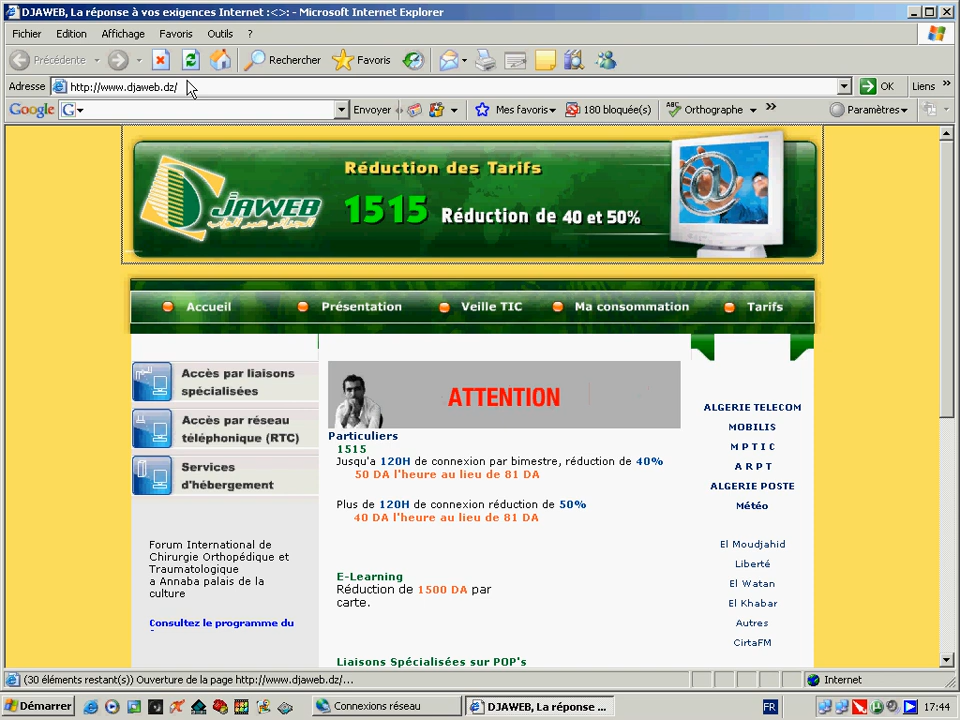 DJAWEB, La réponse à vos exigences Internet :<>: - Microsoft Internet Explorer
Fichier Edition Affichage Favoris Outils ?
Précédente Rechercher Favoris
Adresse http://www.djaweb.dz/ OK Liens »
Google G Envoyer Mes favoris 180 bloquée(s) ABC Orthographe » Paramètres
Réduction des Tarifs
JAWEB
الجزائر عبر الواب
1515 Réduction de 40 et 50%
@
Accueil Présentation Veille TIC Ma consommation Tarifs
Accès par liaisons
spécialisées
Accès par réseau
téléphonique (RTC)
Services
d'hébergement
Forum International de
Chirurgie Orthopédique et
Traumatologique
a Annaba palais de la
culture
Consultez le programme du
ATTENTION
Particuliers
1515
Jusqu'a 120H de connexion par bimestre, réduction de 40%
50 DA l'heure au lieu de 81 DA
Plus de 120H de connexion réduction de 50%
40 DA l'heure au lieu de 81 DA
E-Learning
Réduction de 1500 DA par
carte.
Liaisons Spécialisées sur POP's
ALGERIE TELECOM
MOBILIS
M P T I C
A R P T
ALGERIE POSTE
Météo
El Moudjahid
Liberté
El Watan
El Khabar
Autres
CirtaFM
(30 éléments restant(s)) Ouverture de la page http://www.djaweb.dz/... Internet
Démarrer Connexions réseau DJAWEB, La réponse ... FR 17:44